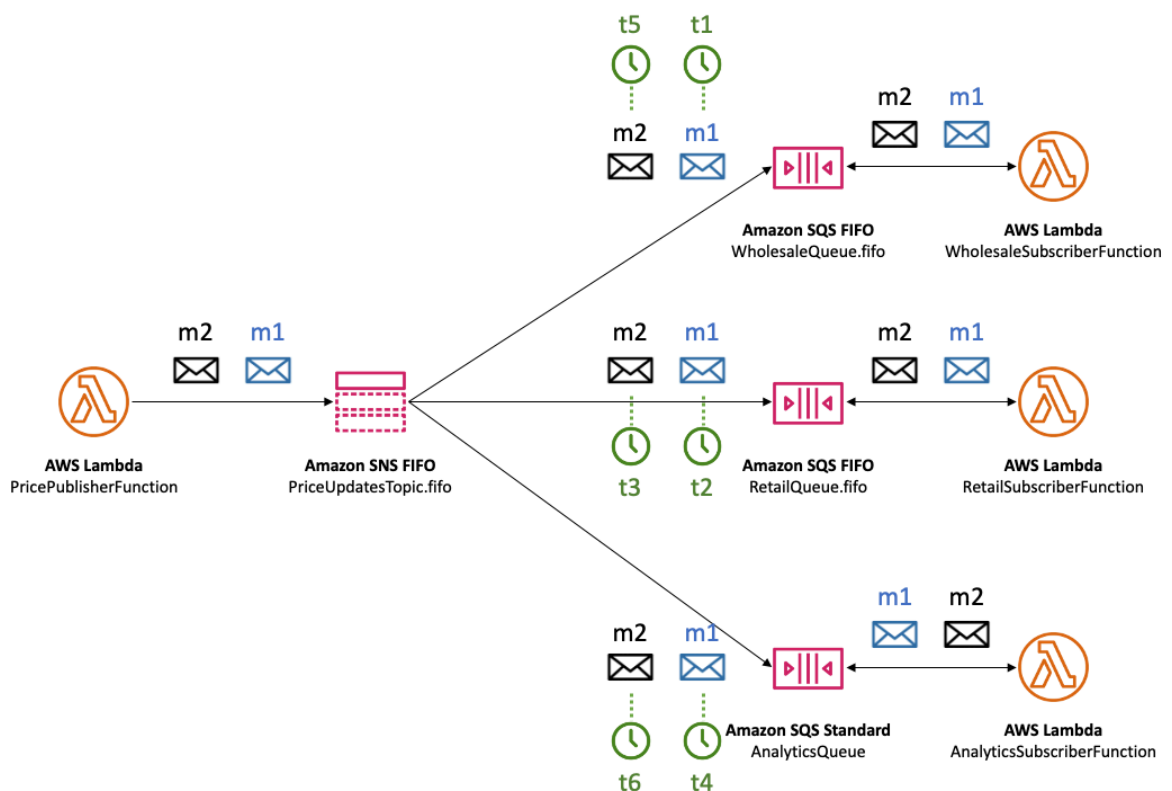 t5 t1
m2 m1
m2 m1
Amazon SQS FIFO
WholesaleQueue.fifo
AWS Lambda
WholesaleSubscriberFunction
m2 m1
m2 m1
m2 m1
AWS Lambda
PricePublisherFunction
Amazon SNS FIFO
PriceUpdatesTopic.fifo
t3 t2
Amazon SQS FIFO
RetailQueue.fifo
AWS Lambda
RetailSubscriberFunction
m1 m2
m2 m1
Amazon SQS Standard
AnalyticsQueue
AWS Lambda
AnalyticsSubscriberFunction
t6 t4